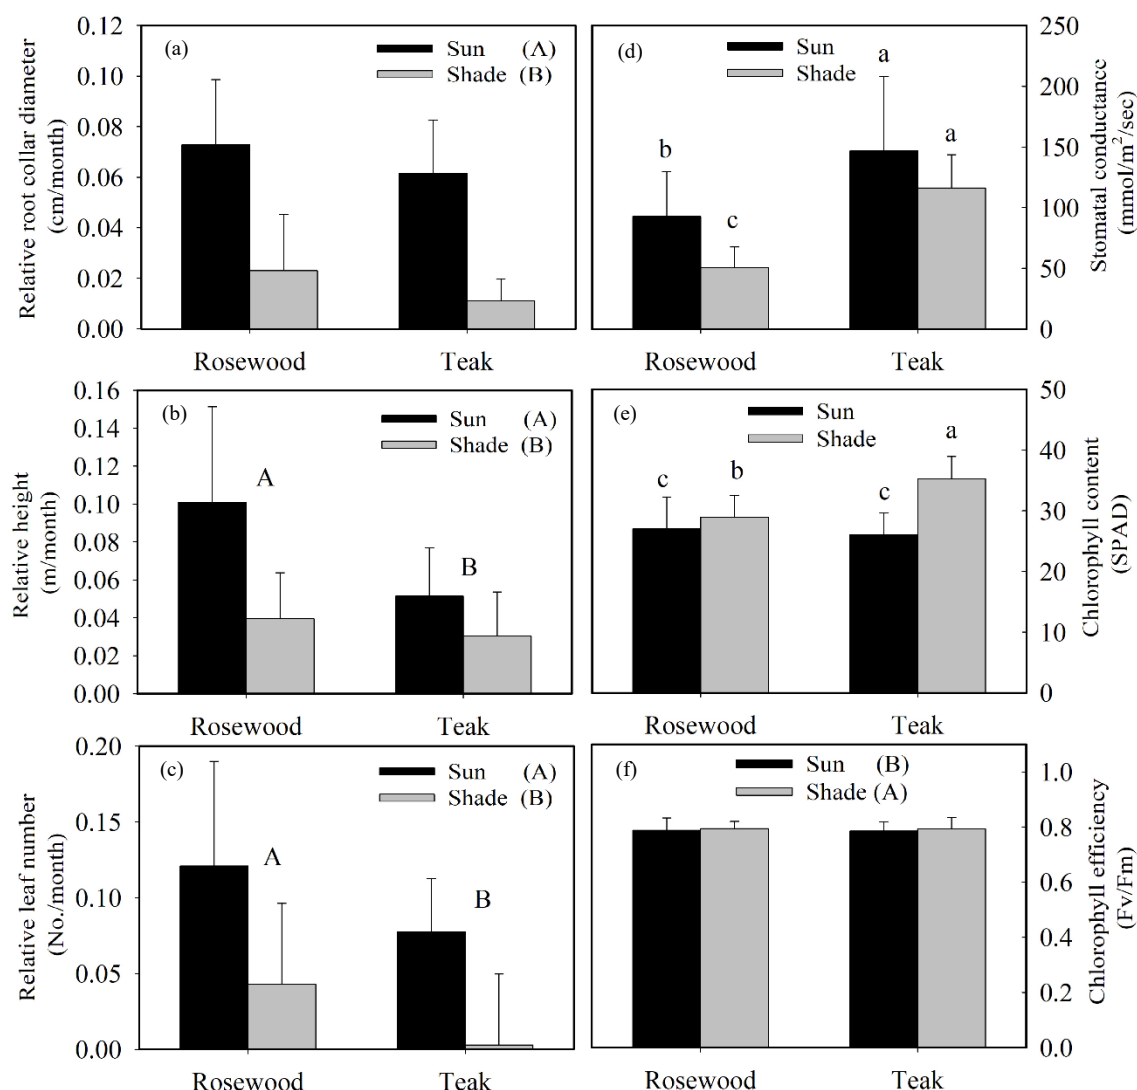 (a)
Sun (A)
Shade (B)
Relative root collar diameter
(cm/month)
0.12
0.10
0.08
0.06
0.04
0.02
0.00
Rosewood Teak
(d)
Sun
Shade
b
c
a
a
250
200
150
100
50
0
Stomatal conductance
(mmol/m²/sec)
Rosewood Teak
(b)
Sun (A)
Shade (B)
A
B
Relative height
(m/month)
0.16
0.14
0.12
0.10
0.08
0.06
0.04
0.02
0.00
Rosewood Teak
(e)
Sun
Shade
c
b
c
a
50
40
30
20
10
0
Chlorophyll content
(SPAD)
Rosewood Teak
(c)
Sun (A)
Shade (B)
A
B
Relative leaf number
(No./month)
0.20
0.15
0.10
0.05
0.00
Rosewood Teak
(f)
Sun (B)
Shade (A)
1.0
0.8
0.6
0.4
0.2
0.0
Chlorophyll efficiency
(Fv/Fm)
Rosewood Teak